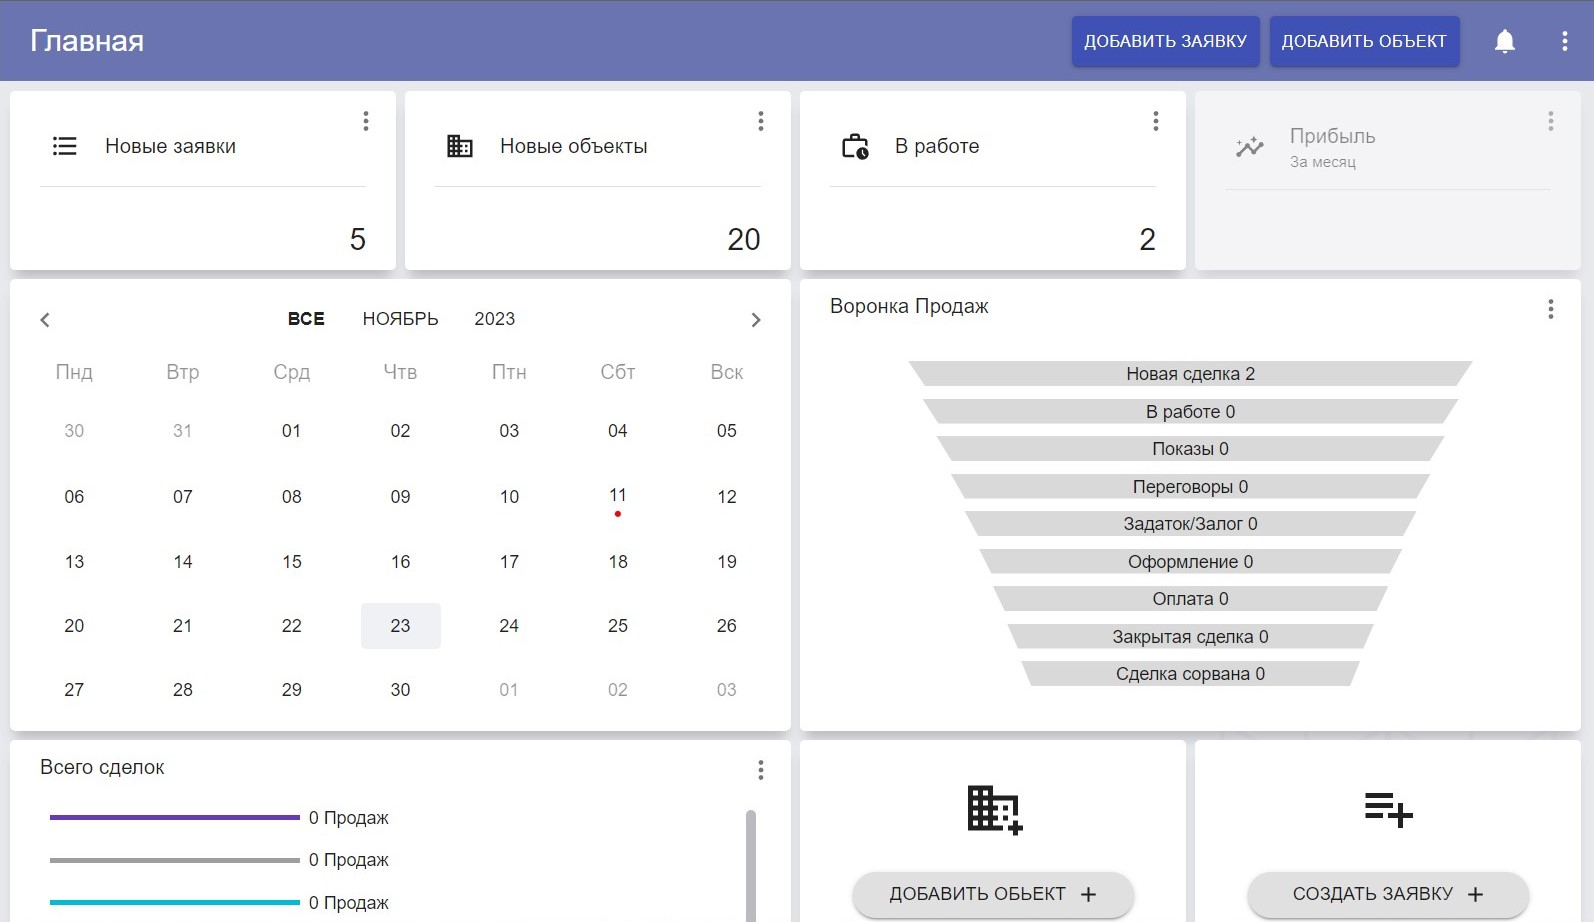 Главная
ДОБАВИТЬ ЗАЯВКУ
ДОБАВИТЬ ОБЪЕКТ
Новые заявки
5
Новые объекты
20
В работе
2
Прибыль
За месяц
ВСЕ НОЯБРЬ 2023
Пнд Втр Срд Чтв Птн Сбт Вск
30 31 01 02 03 04 05
06 07 08 09 10 11 12
13 14 15 16 17 18 19
20 21 22 23 24 25 26
27 28 29 30 01 02 03
Воронка Продаж
Новая сделка 2
В работе 0
Показы 0
Переговоры 0
Задаток/Залог 0
Оформление 0
Оплата 0
Закрытая сделка 0
Сделка сорвана 0
Всего сделок
0 Продаж
0 Продаж
0 Продаж
ДОБАВИТЬ ОБЬЕКТ +
СОЗДАТЬ ЗАЯВКУ +